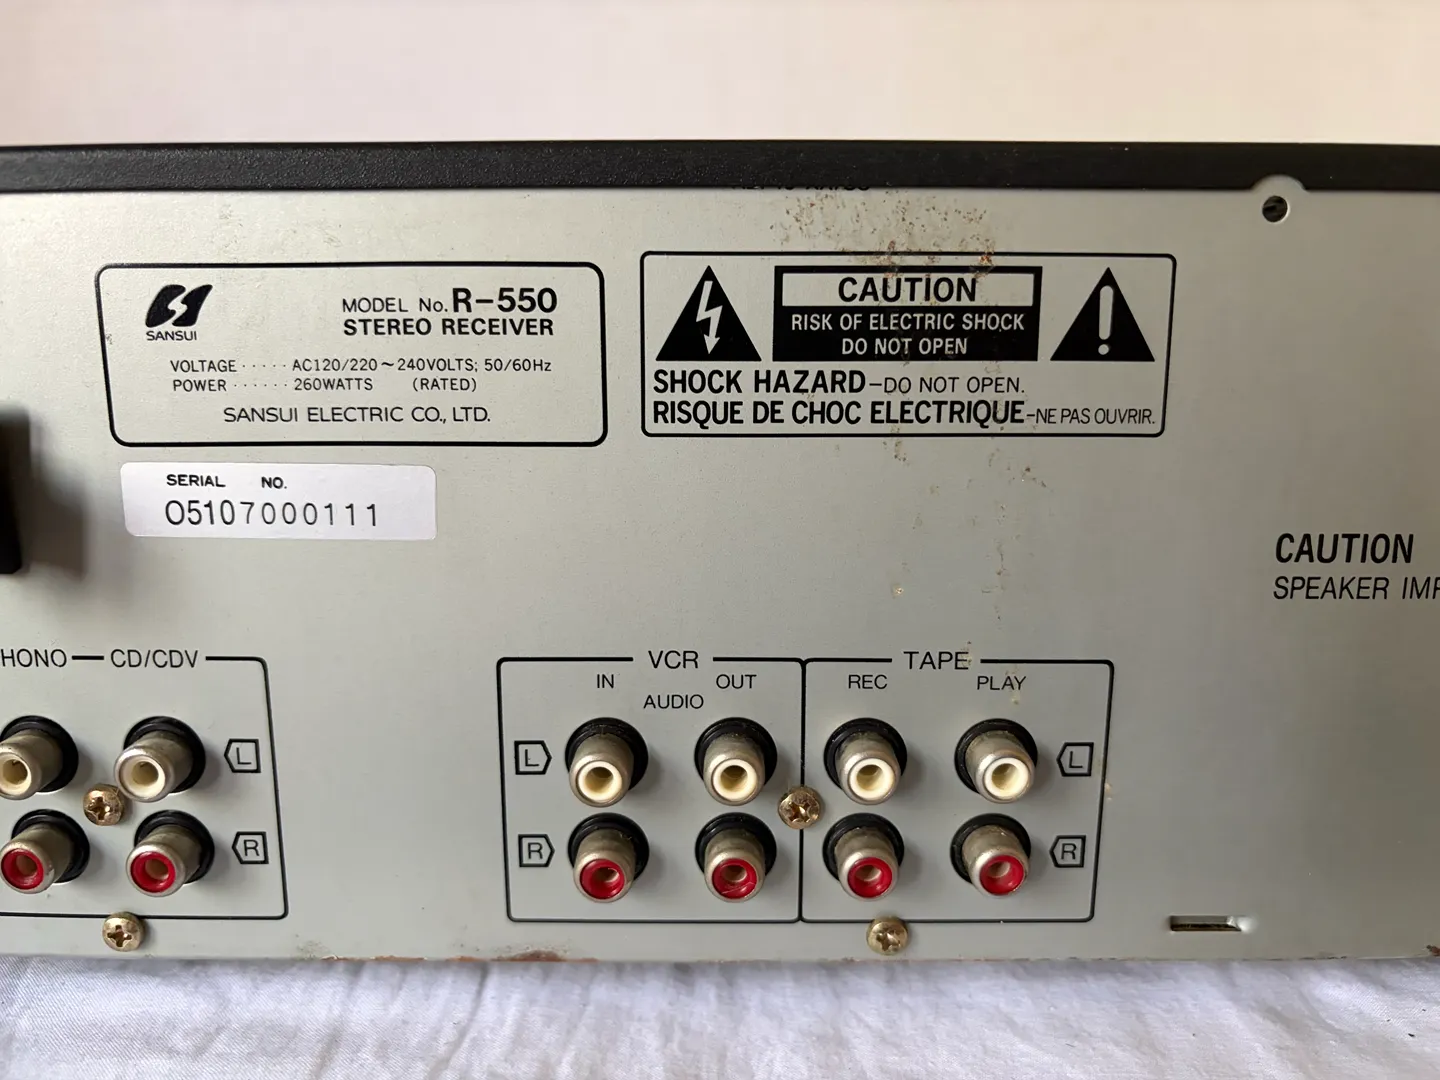 SANSUI
MODEL No. R-550
STEREO RECEIVER
VOLTAGE ····· AC120/220~240VOLTS; 50/60Hz
POWER ······ 260WATTS (RATED)
SANSUI ELECTRIC CO., LTD.
CAUTION
RISK OF ELECTRIC SHOCK
DO NOT OPEN
SHOCK HAZARD-DO NOT OPEN.
RISQUE DE CHOC ELECTRIQUE-NE PAS OUVRIR.
SERIAL NO.
05107000111
CAUTION
SPEAKER
HONO CD/CDV
L
R
VCR
IN OUT
AUDIO
L
R
TAPE
REC PLAY
L
R